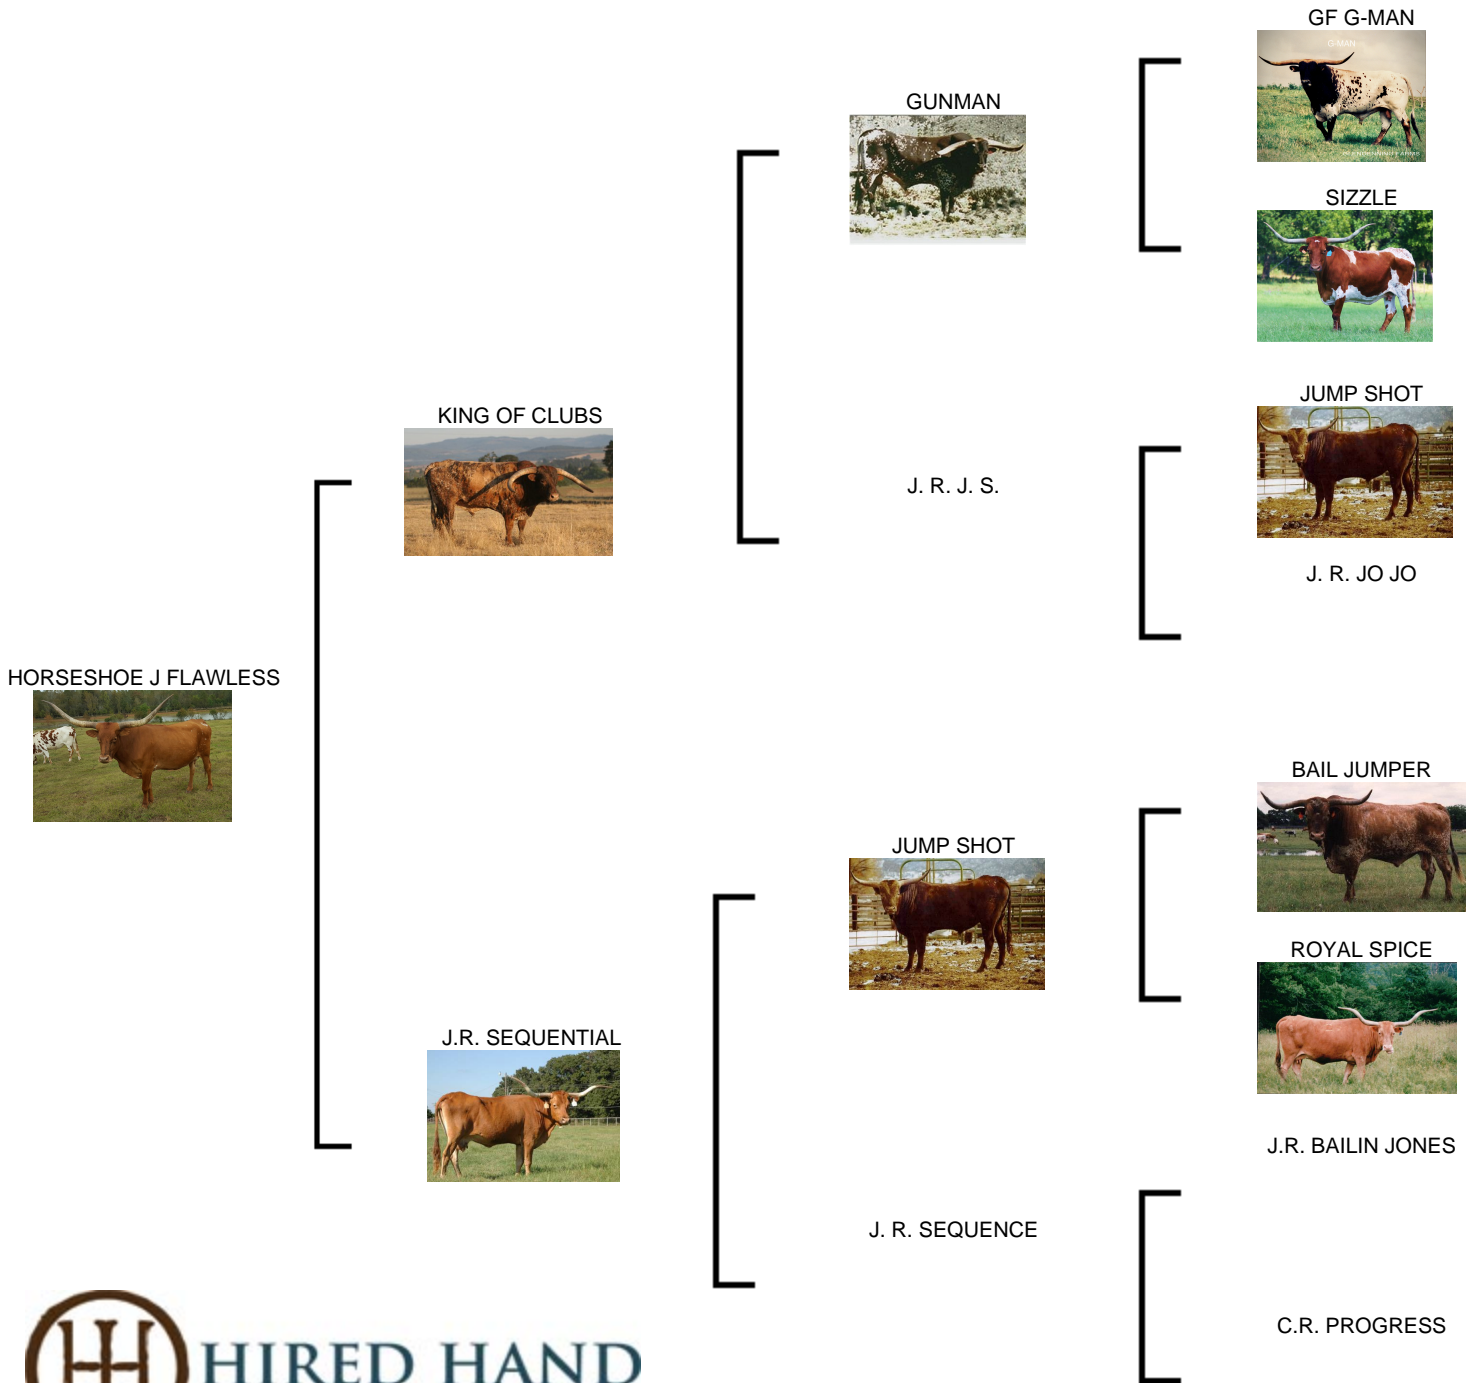 GF G-MAN
G-MAN
GUNMAN
SIZZLE
JUMP SHOT
KING OF CLUBS
J. R. J. S.
J. R. JO JO
HORSESHOE J FLAWLESS
BAIL JUMPER
JUMP SHOT
ROYAL SPICE
J.R. SEQUENTIAL
J.R. BAILIN JONES
J. R. SEQUENCE
C.R. PROGRESS
HIRED HAND